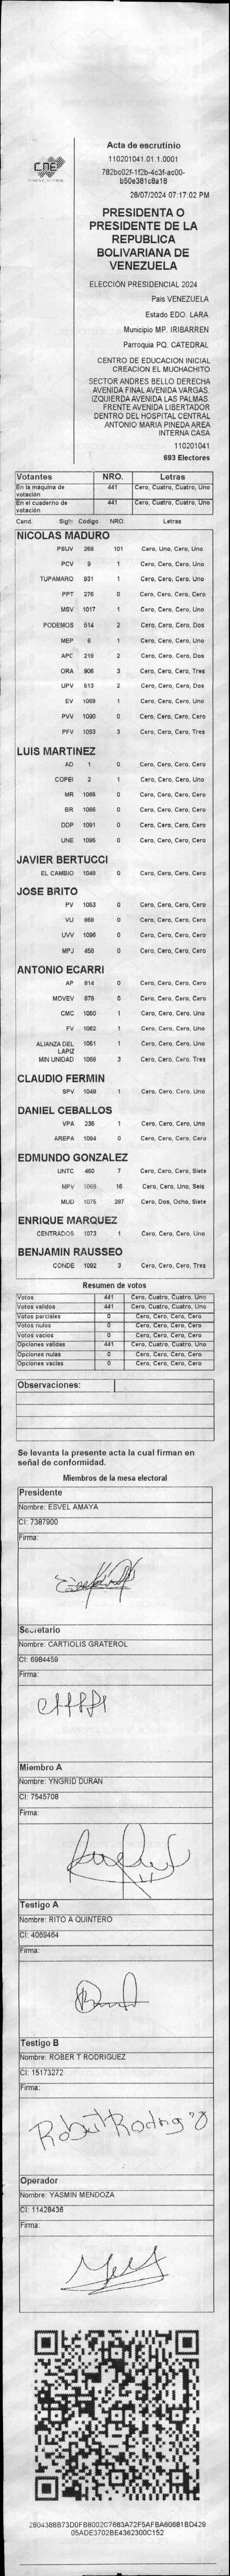 CNE
Acta de escrutinio
110201041.01.1.0001
782bc02f-1f2b-4c3f-ac00-
b50e381c8a18
28/07/2024 07:17:02 PM
PRESIDENTA O
PRESIDENTE DE LA
REPUBLICA
BOLIVARIANA DE
VENEZUELA
ELECCIÓN PRESIDENCIAL 2024
Pais VENEZUELA
Estado EDO. LARA
Municipio MP. IRIBARREN
Parroquia PQ. CATEDRAL
CENTRO DE EDUCACION INICIAL
CREACION EL MUCHACHITO
SECTOR ANDRES BELLO DERECHA
AVENIDA FINAL AVENIDA VARGAS.
IZQUIERDA AVENIDA LAS PALMAS.
FRENTE AVENIDA LIBERTADOR
DENTRO DEL HOSPITAL CENTRAL
ANTONIO MARIA PINEDA AREA
INTERNA CASA
110201041
693 Electores
Votantes NRO. Letras
En la máquina de votación 441 Cero, Cuatro, Cuatro, Uno
En el cuaderno de votación 441 Cero, Cuatro, Cuatro, Uno
Cand. Sigls Código NRO. Letras
NICOLAS MADURO
PSUV 269 101 Cero, Uno, Cero, Uno
PCV 9 1 Cero, Cero, Cero, Uno
TUPAMARO 931 1 Cero, Cero, Cero, Uno
PPT 276 0 Cero, Cero, Cero, Cero
MSV 1017 1 Cero, Cero, Cero, Uno
PODEMOS 514 2 Cero, Cero, Cero, Dos
MEP 6 1 Cero, Cero, Cero, Uno
APC 219 2 Cero, Cero, Cero, Dos
ORA 906 3 Cero, Cero, Cero, Tres
UPV 513 2 Cero, Cero, Cero, Dos
EV 1089 1 Cero, Cero, Cero, Uno
PVV 1090 0 Cero, Cero, Cero, Cero
PFV 1093 3 Cero, Cero, Cero, Tres
LUIS MARTINEZ
AD 1 0 Cero, Cero, Cero, Cero
COPEI 2 1 Cero, Cero, Cero, Uno
MR 1065 0 Cero, Cero, Cero, Cero
BR 1066 0 Cero, Cero, Cero, Cero
DDP 1091 0 Cero, Cero, Cero, Cero
UNE 1095 0 Cero, Cero, Cero, Cero
JAVIER BERTUCCI
EL CAMBIO 1048 0 Cero, Cero, Cero, Cero
JOSE BRITO
PV 1053 0 Cero, Cero, Cero, Cero
VU 968 0 Cero, Cero, Cero, Cero
UVV 1096 0 Cero, Cero, Cero, Cero
MPJ 458 0 Cero, Cero, Cero, Cero
ANTONIO ECARRI
AP 814 0 Cero, Cero, Cero, Cero
MOVEV 878 0 Cero, Cero, Cero, Cero
CMC 1050 1 Cero, Cero, Cero, Uno
FV 1062 1 Cero, Cero, Cero, Uno
ALIANZA DEL LAPIZ 1051 1 Cero, Cero, Cero, Uno
MIN UNIDAD 1068 3 Cero, Cero, Cero, Tres
CLAUDIO FERMIN
SPV 1049 1 Cero, Cero, Cero, Uno
DANIEL CEBALLOS
VPA 236 1 Cero, Cero, Cero, Uno
AREPA 1094 0 Cero, Cero, Cero, Cero
EDMUNDO GONZALEZ
UNTC 460 7 Cero, Cero, Cero, Siete
MPV 1069 16 Cero, Cero, Uno, Seis
MUD 1075 287 Cero, Dos, Ocho, Siete
ENRIQUE MARQUEZ
CENTRADOS 1073 1 Cero, Cero, Cero, Uno
BENJAMIN RAUSSEO
CONDE 1092 3 Cero, Cero, Cero, Tres
Resumen de votos
Votos 441 Cero, Cuatro, Cuatro, Uno
Votos validos 441 Cero, Cuatro, Cuatro, Uno
Votos parciales 0 Cero, Cero, Cero, Cero
Votos nulos 0 Cero, Cero, Cero, Cero
Votos vacios 0 Cero, Cero, Cero, Cero
Opciones validas 441 Cero, Cuatro, Cuatro, Uno
Opciones nulas 0 Cero, Cero, Cero, Cero
Opciones vacias 0 Cero, Cero, Cero, Cero
Observaciones:
Se levanta la presente acta la cual firman en
señal de conformidad.
Miembros de la mesa electoral
Presidente
Nombre: ESVEL AMAYA
CI: 7387900
Firma:
Secretario
Nombre: CARTIOLIS GRATEROL
CI: 6984459
Firma:
Miembro A
Nombre: YNGRID DURAN
CI: 7545708
Firma:
Testigo A
Nombre: RITO A QUINTERO
CI: 4069464
Firma:
Testigo B
Nombre: ROBER T RODRIGUEZ
CI: 15173272
Firma:
Operador
Nombre: YASMIN MENDOZA
CI: 11428436
Firma:
2804388B73D0FB8002C7683A72F5AFBA60681BD429
05ADE3702BE4362300C152